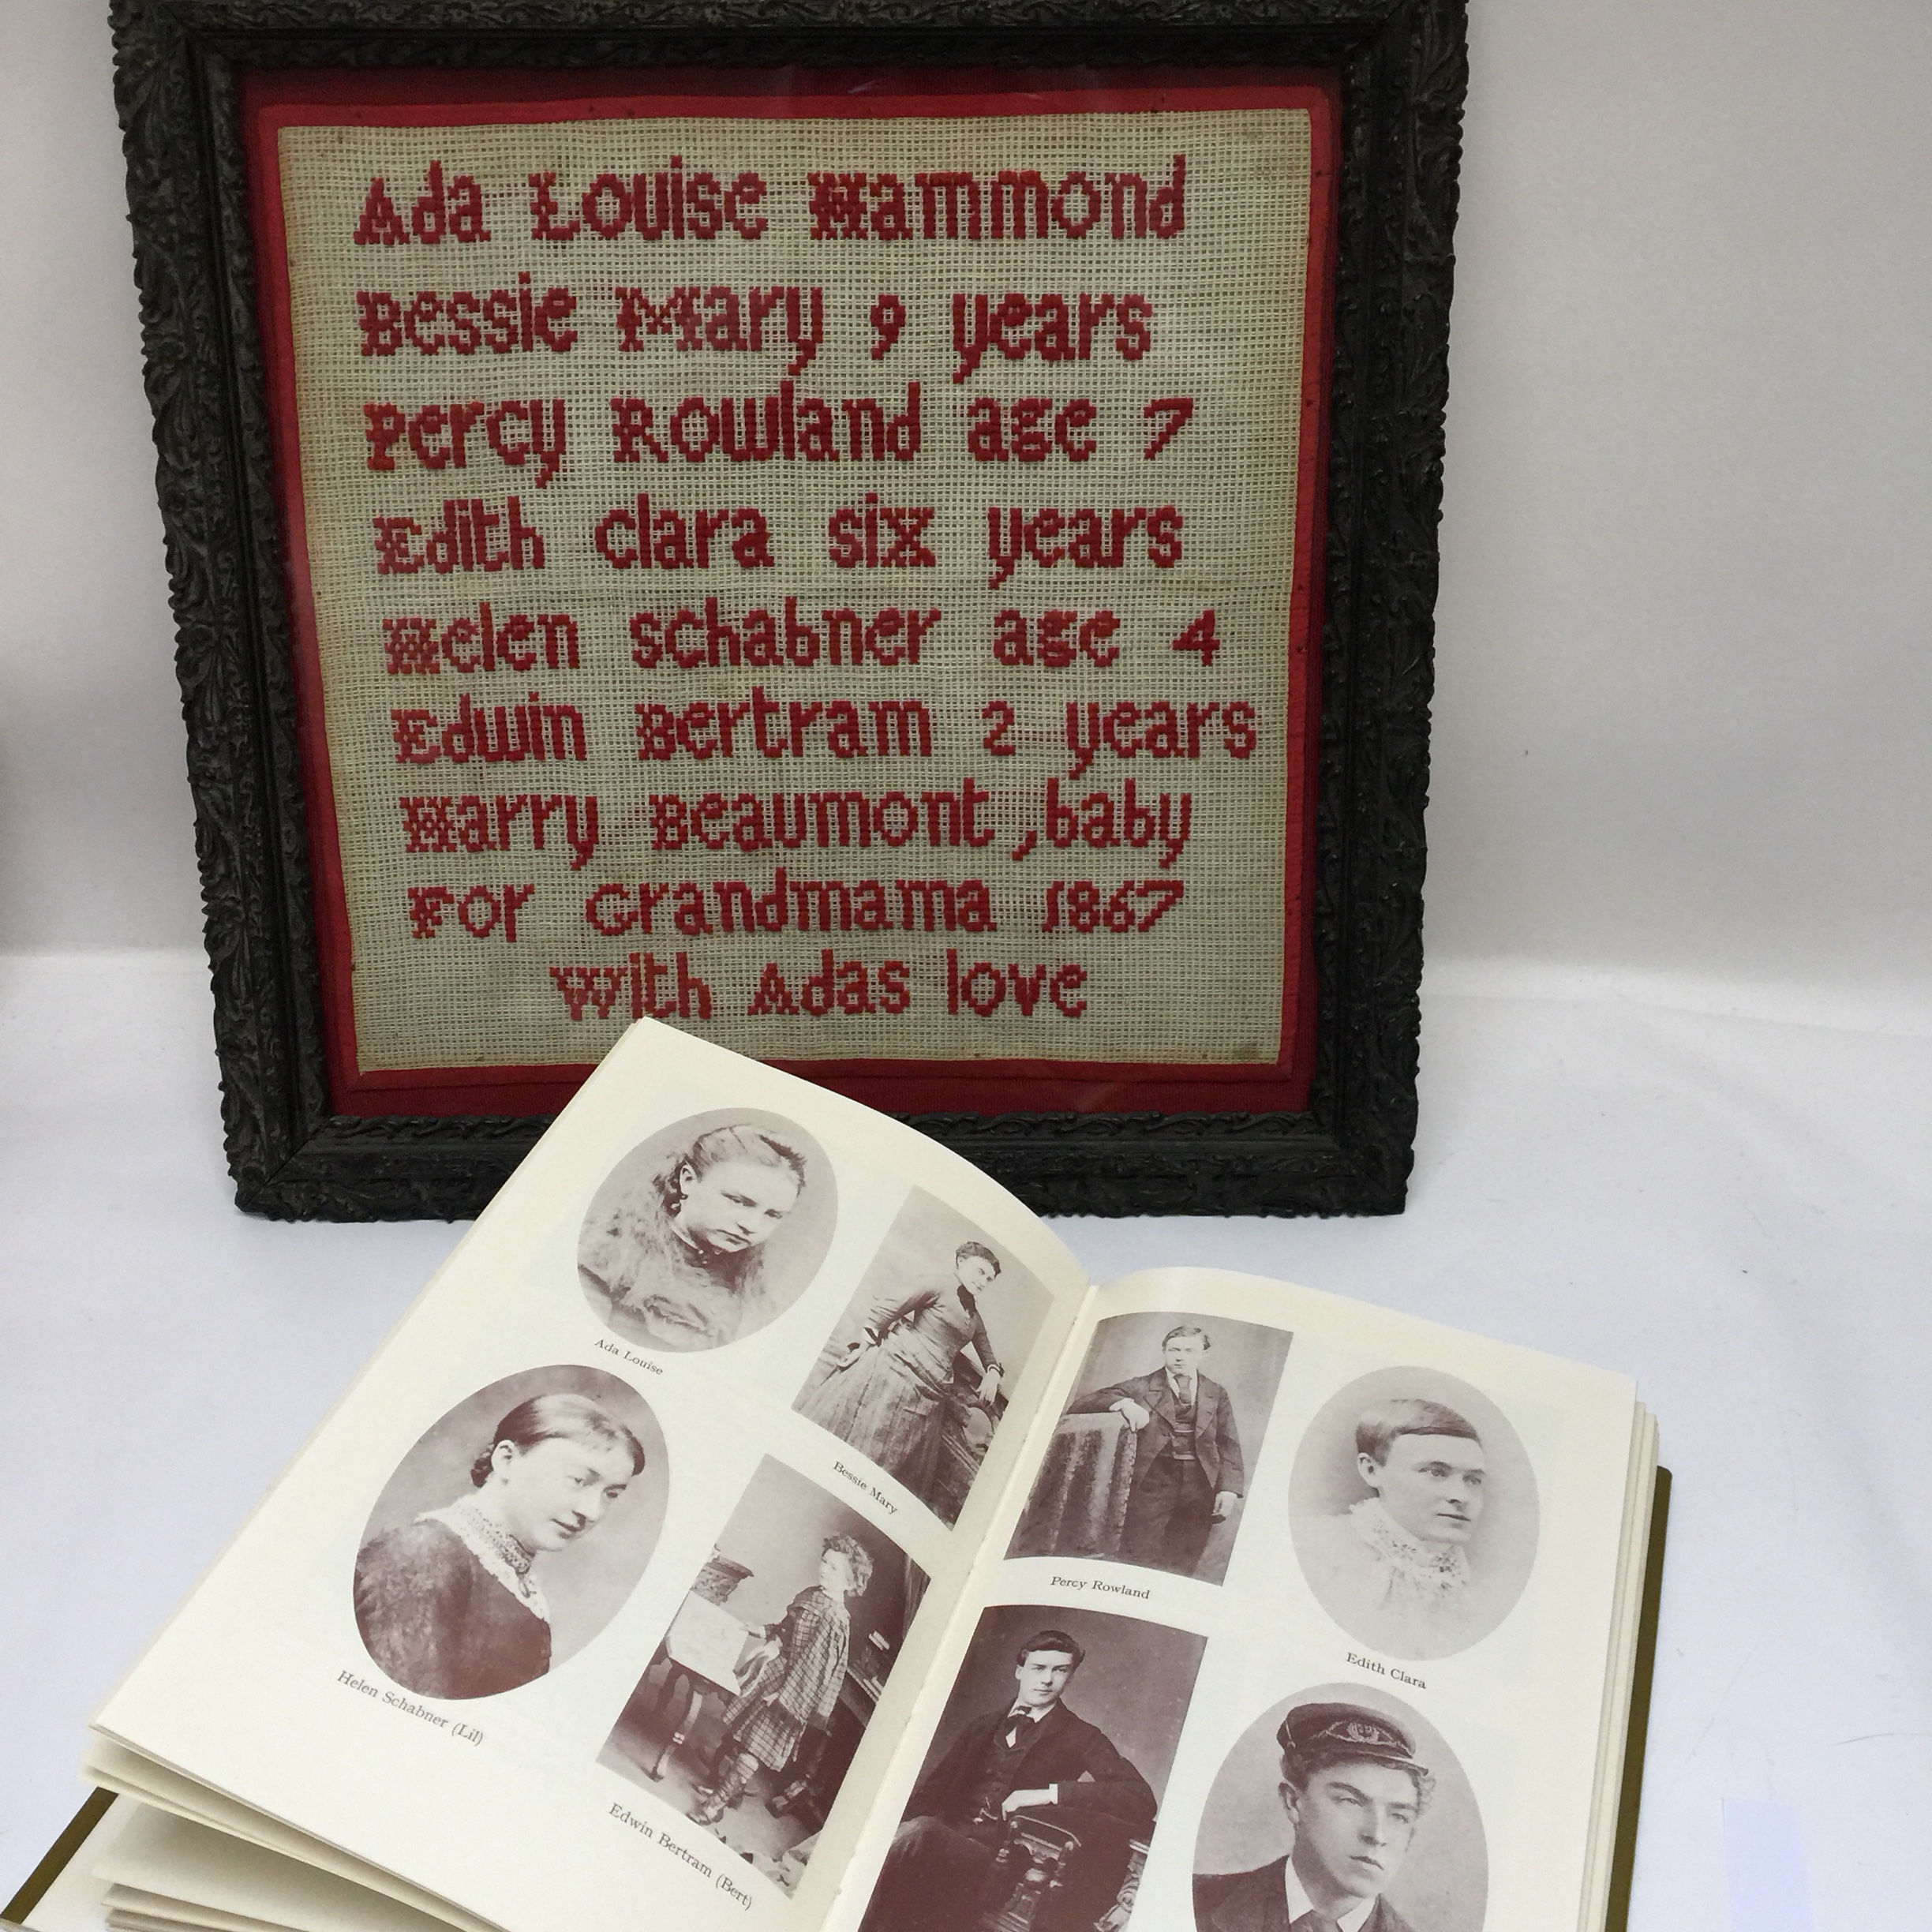 Ada Louise Hammond
Bessie Mary 9 years
Percy Rowland age 7
Edith clara six years
Helen schabner age 4
Edwin Bertram 2 years
Harry Beaumont ,baby
For Grandmama 1867
with Adas love
Ada Louise
Bessie Mary
Helen Schabner (Lil)
Edwin Bertram (Bert)
Percy Rowland
Edith Clara